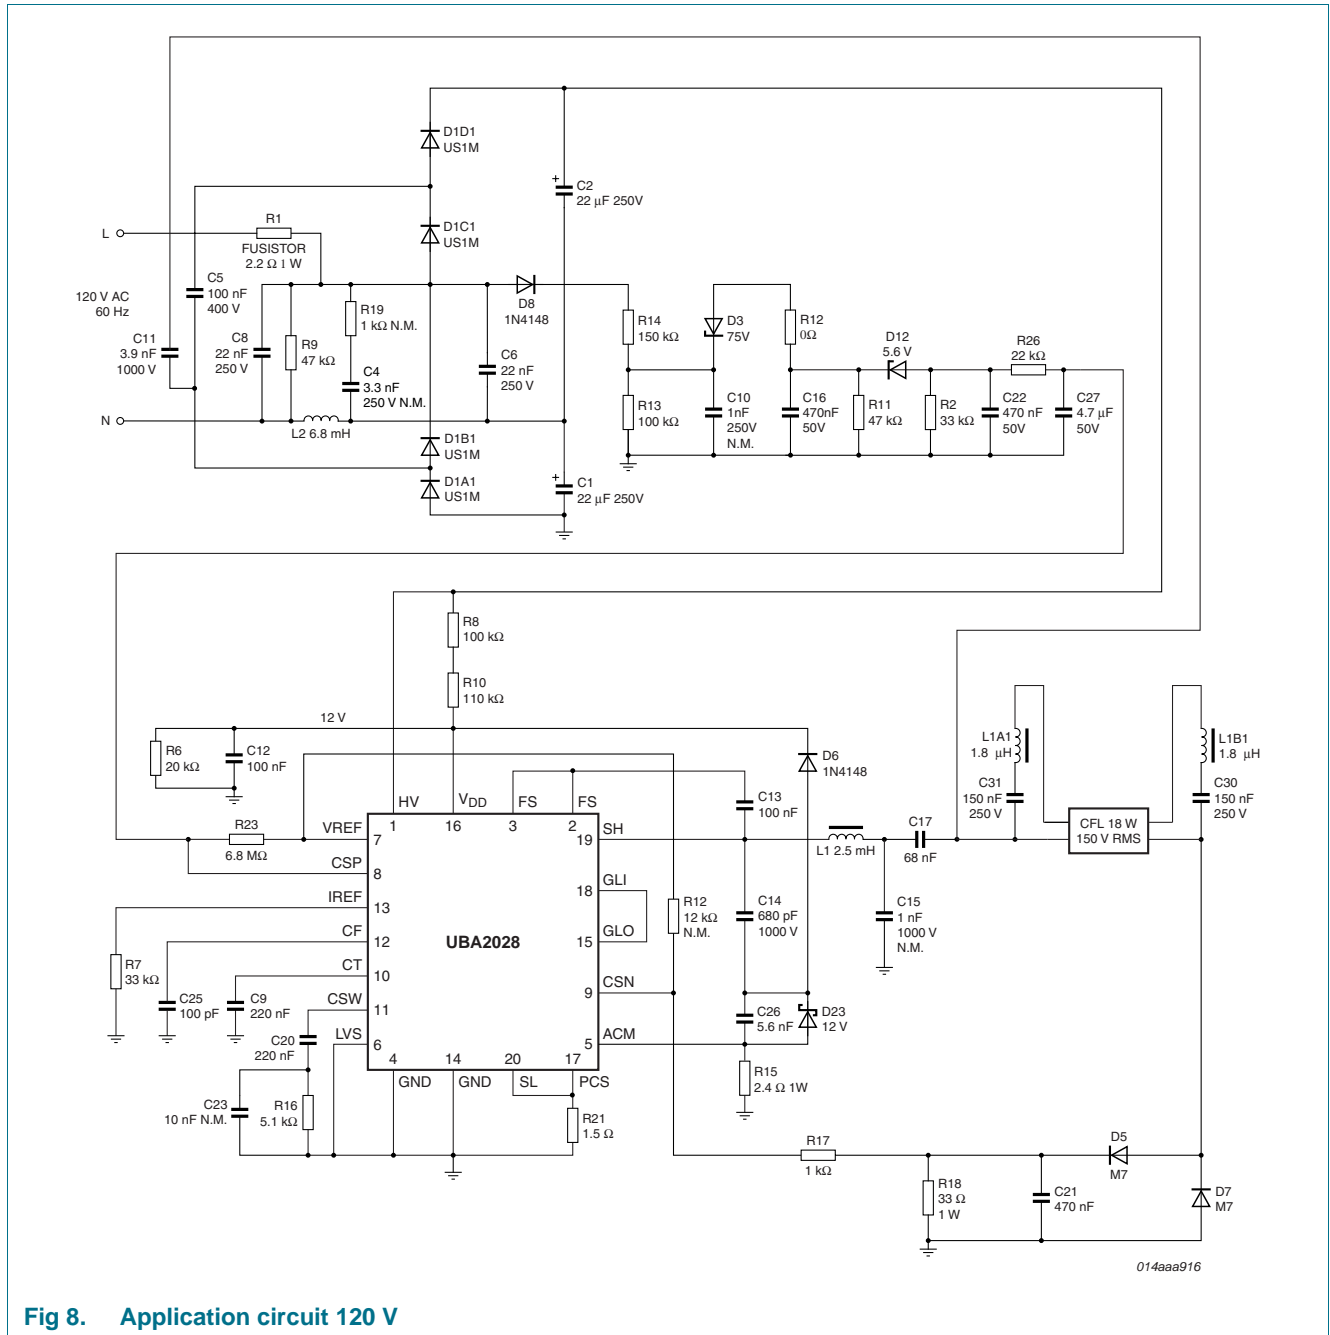 D1D1
US1M
C2
22 μF 250V
R1
L
FUSISTOR
2.2 Ω 1 W
D1C1
US1M
C5
100 nF
400 V
120 V AC
60 Hz
C11
3.9 nF
1000 V
D8
1N4148
C8
22 nF
250 V
R9
47 kΩ
R19
1 kΩ N.M.
C4
3.3 nF
250 V N.M.
C6
22 nF
250 V
R14
150 kΩ
D3
75V
R12
0Ω
D12
5.6 V
R26
22 kΩ
R13
100 kΩ
C10
1nF
250V
N.M.
C16
470nF
50V
R11
47 kΩ
R2
33 kΩ
C22
470 nF
50V
C27
4.7 μF
50V
N
L2 6.8 mH
D1B1
US1M
D1A1
US1M
C1
22 μF 250V
R8
100 kΩ
R10
110 kΩ
12 V
R6
20 kΩ
C12
100 nF
D6
1N4148
L1A1
1.8 μH
L1B1
1.8 μH
C31
150 nF
250 V
C30
150 nF
250 V
C13
100 nF
HV
VDD
FS
FS
1
16
3
2
R23
6.8 MΩ
VREF
7
CSP
8
IREF
13
CF
12
CT
10
CSW
11
LVS
6
UBA2028
SH
19
GLI
18
GLO
15
CSN
9
ACM
5
4
14
20
17
GND
GND
SL
PCS
L1 2.5 mH
C17
68 nF
CFL 18 W
150 V RMS
R12
12 kΩ
N.M.
C14
680 pF
1000 V
C15
1 nF
1000 V
N.M.
R7
33 kΩ
C25
100 pF
C9
220 nF
C20
220 nF
C26
5.6 nF
D23
12 V
R15
2.4 Ω 1W
C23
10 nF N.M.
R16
5.1 kΩ
R21
1.5 Ω
R17
1 kΩ
D5
M7
R18
33 Ω
1 W
C21
470 nF
D7
M7
014aaa916
Fig 8. Application circuit 120 V